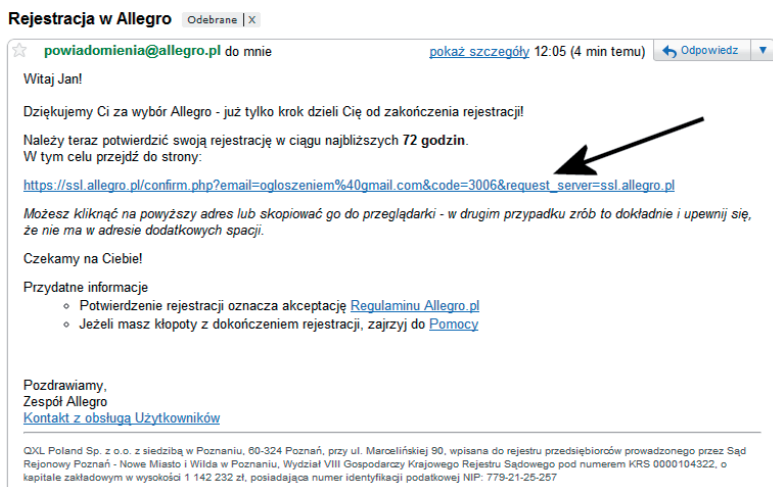 Rejestracja w Allegro Odebrane | X
powiadomienia@allegro.pl do mnie pokaż szczegóły 12:05 (4 min temu) Odpowiedz
Witaj Jan!
Dziękujemy Ci za wybór Allegro - już tylko krok dzieli Cię od zakończenia rejestracji!
Należy teraz potwierdzić swoją rejestrację w ciągu najbliższych 72 godzin.
W tym celu przejdź do strony:
https://ssl.allegro.pl/confirm.php?email=ogloszeniem%40gmail.com&code=3006&request_server=ssl.allegro.pl
Możesz kliknąć na powyższy adres lub skopiować go do przeglądarki - w drugim przypadku zrób to dokładnie i upewnij się,
że nie ma w adresie dodatkowych spacji.
Czekamy na Ciebie!
Przydatne informacje
◦ Potwierdzenie rejestracji oznacza akceptację Regulaminu Allegro.pl
◦ Jeżeli masz kłopoty z dokończeniem rejestracji, zajrzyj do Pomocy
Pozdrawiamy,
Zespół Allegro
Kontakt z obsługą Użytkowników
QXL Poland Sp. z o.o. z siedzibą w Poznaniu, 60-324 Poznań, przy ul. Marcelińskiej 90, wpisana do rejestru przedsiębiorców prowadzonego przez Sąd
Rejonowy Poznań - Nowe Miasto i Wilda w Poznaniu, Wydział VIII Gospodarczy Krajowego Rejestru Sądowego pod numerem KRS 0000104322, o
kapitale zakładowym w wysokości 1 142 232 zł, posiadająca numer identyfikacji podatkowej NIP: 779-21-25-257